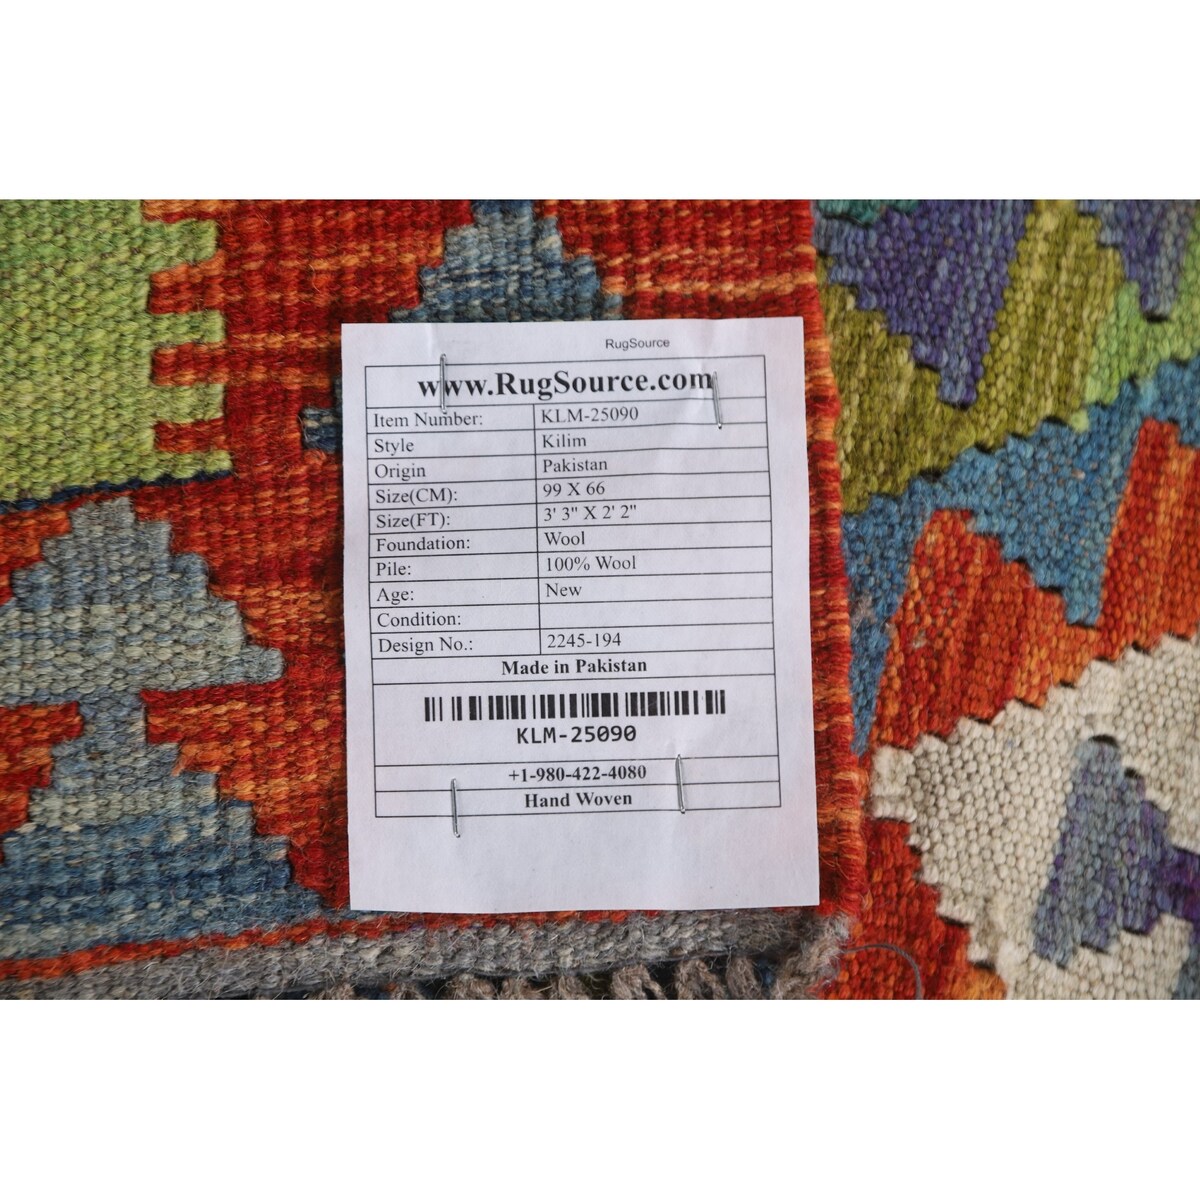 RugSource
www.RugSource.com
Item Number: KLM-25090
Style Kilim
Origin Pakistan
Size(CM): 99 X 66
Size(FT): 3' 3" X 2' 2"
Foundation: Wool
Pile: 100% Wool
Age: New
Condition:
Design No.: 2245-194
Made in Pakistan
KLM-25090
+1-980-422-4080
Hand Woven